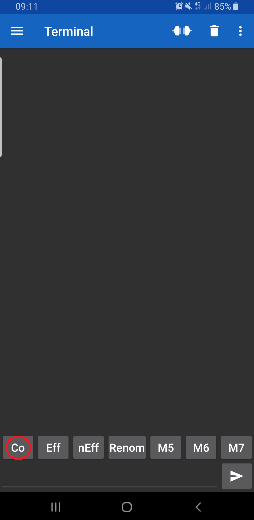 09:11 85%
Terminal
Co Eff nEff Renom M5 M6 M7